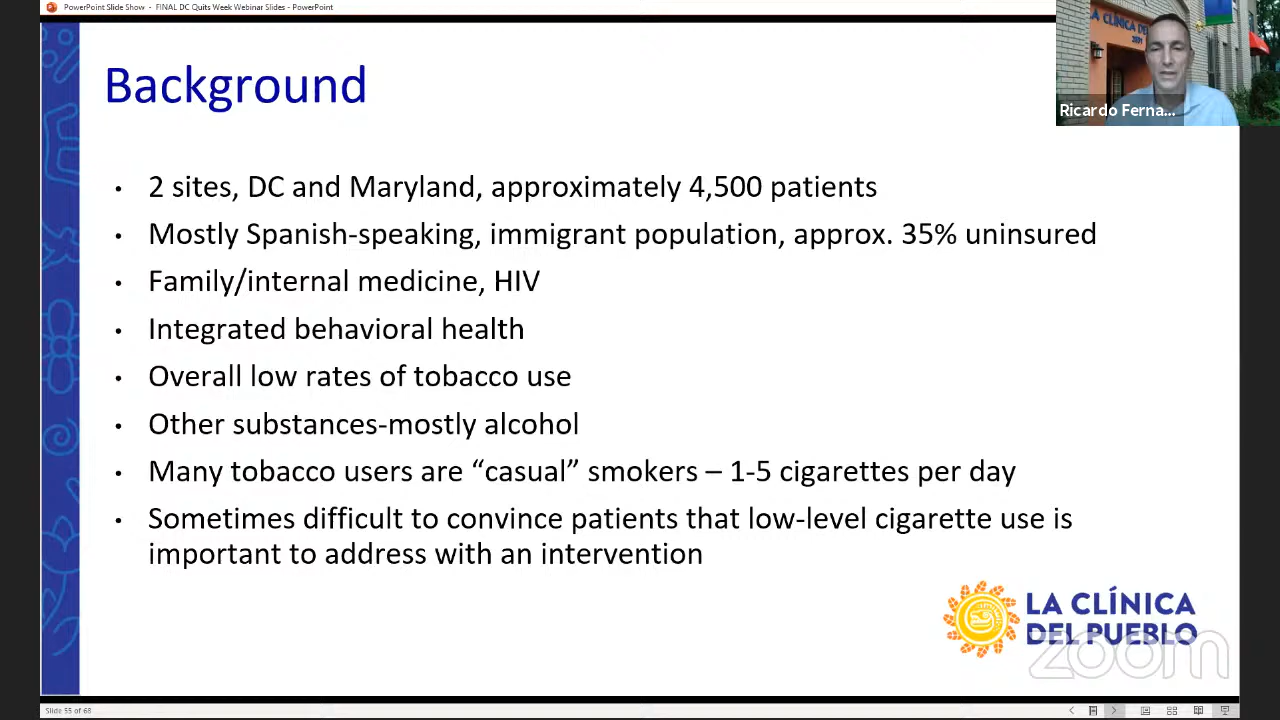 PowerPoint Slide Show - FINAL DC Quits Week Webinar Slides - PowerPoint
Background
• 2 sites, DC and Maryland, approximately 4,500 patients
• Mostly Spanish-speaking, immigrant population, approx. 35% uninsured
• Family/internal medicine, HIV
• Integrated behavioral health
• Overall low rates of tobacco use
• Other substances-mostly alcohol
• Many tobacco users are “casual” smokers – 1-5 cigarettes per day
• Sometimes difficult to convince patients that low-level cigarette use is
important to address with an intervention
LA CLÍNICA
DEL PUEBLO
zoom
Slide 55 of 68
LA CLÍNICA DE
2831
Ricardo Ferna...